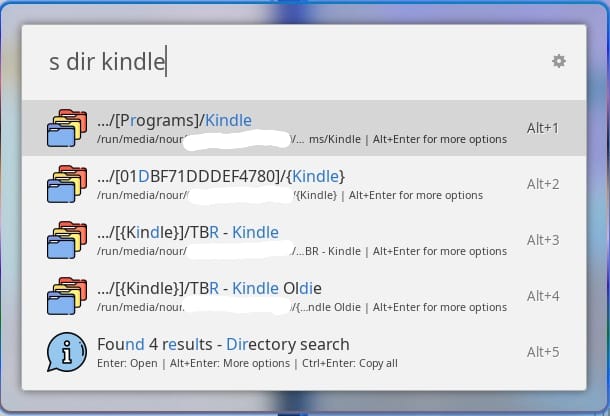 s dir kindle
.../[Programs]/Kindle
/run/media/nour/ /... ms/Kindle | Alt+Enter for more options
Alt+1
.../[01DBF71DDDEF4780]/{Kindle}
/run/media/nour/ /{Kindle} | Alt+Enter for more options
Alt+2
.../[{Kindle}]/TBR - Kindle
/run/media/nour/ /...BR - Kindle | Alt+Enter for more options
Alt+3
.../[{Kindle}]/TBR - Kindle Oldie
/run/media/nour/ /{...ndle Oldie | Alt+Enter for more options
Alt+4
Found 4 results - Directory search
Enter: Open | Alt+Enter: More options | Ctrl+Enter: Copy all
Alt+5